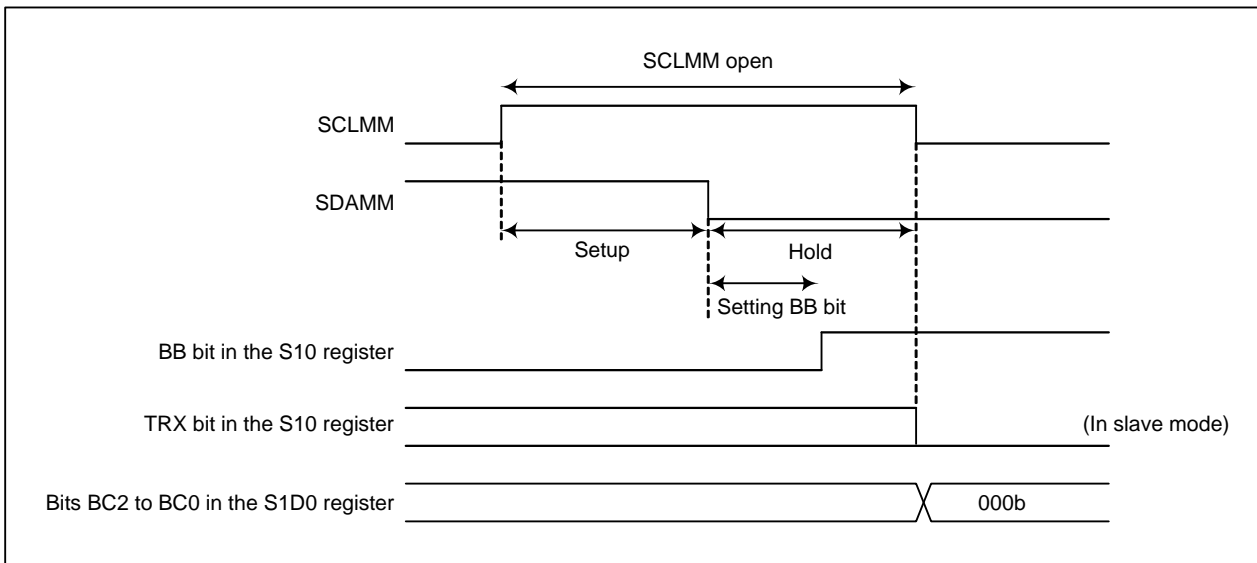 SCLMM open
SCLMM
SDAMM
Setup
Hold
Setting BB bit
BB bit in the S10 register
TRX bit in the S10 register
(In slave mode)
Bits BC2 to BC0 in the S1D0 register
000b